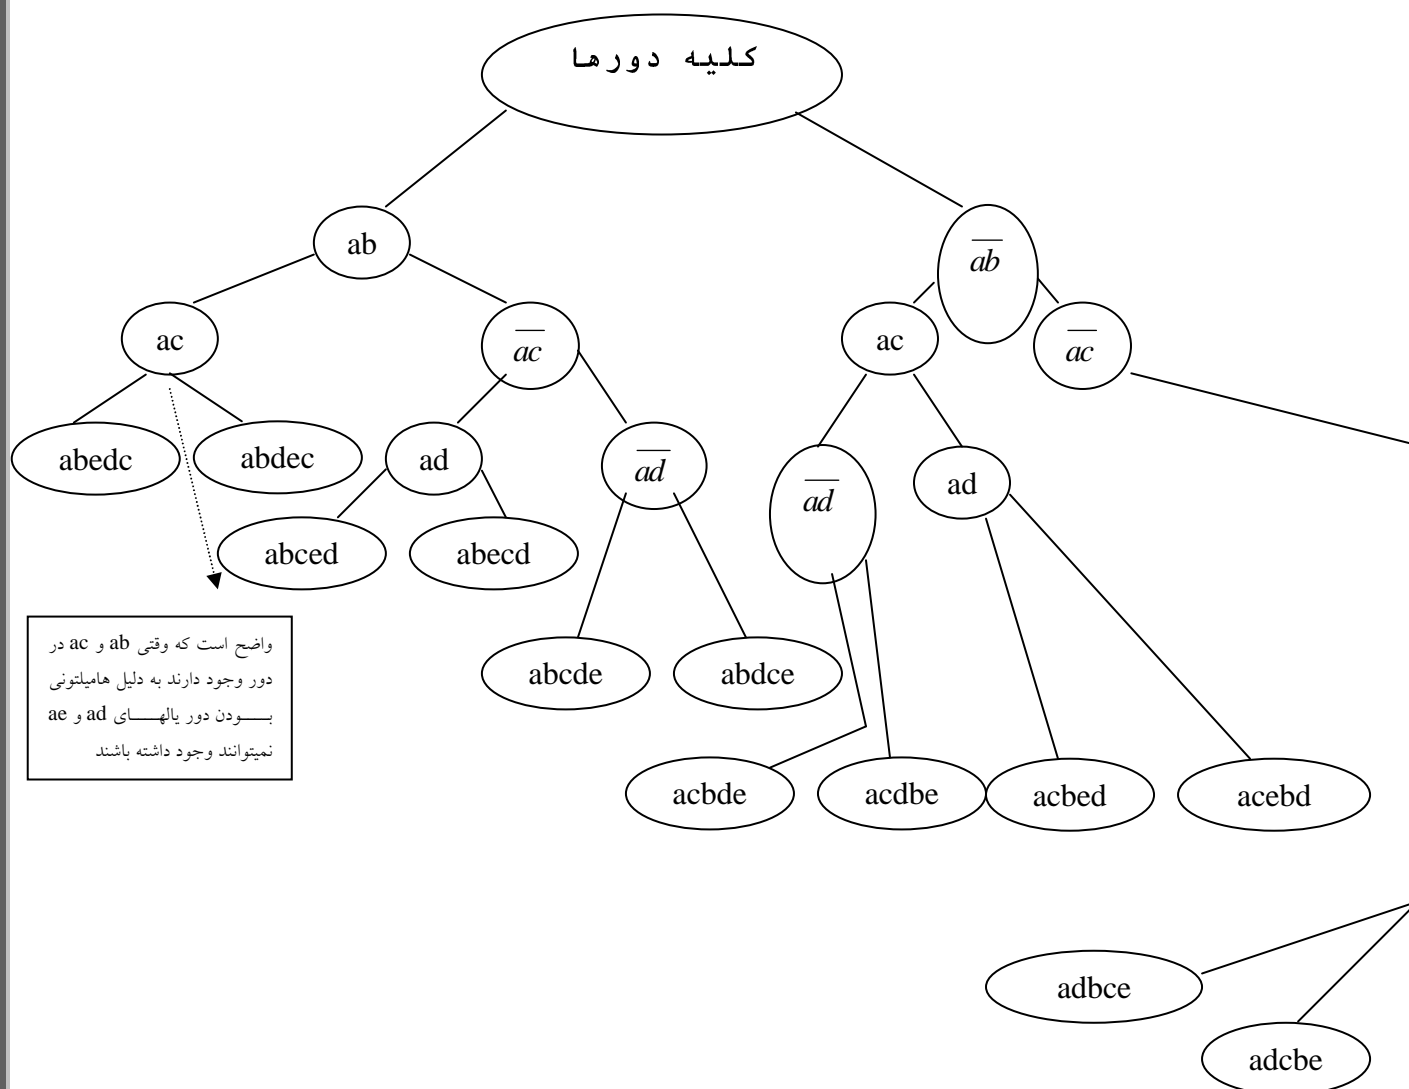 کلیه دورها
ab
ab
ac
ac
ac
ac
abedc
abdec
ad
ad
ad
ad
abced
abecd
واضح است که وقتی ab و ac در
دور وجود دارند به دلیل هامیلتونی
بودن دور یالهای ad و ae
نمیتوانند وجود داشته باشند
abcde
abdce
acbde
acdbe
acbed
acebd
adbce
adcbe